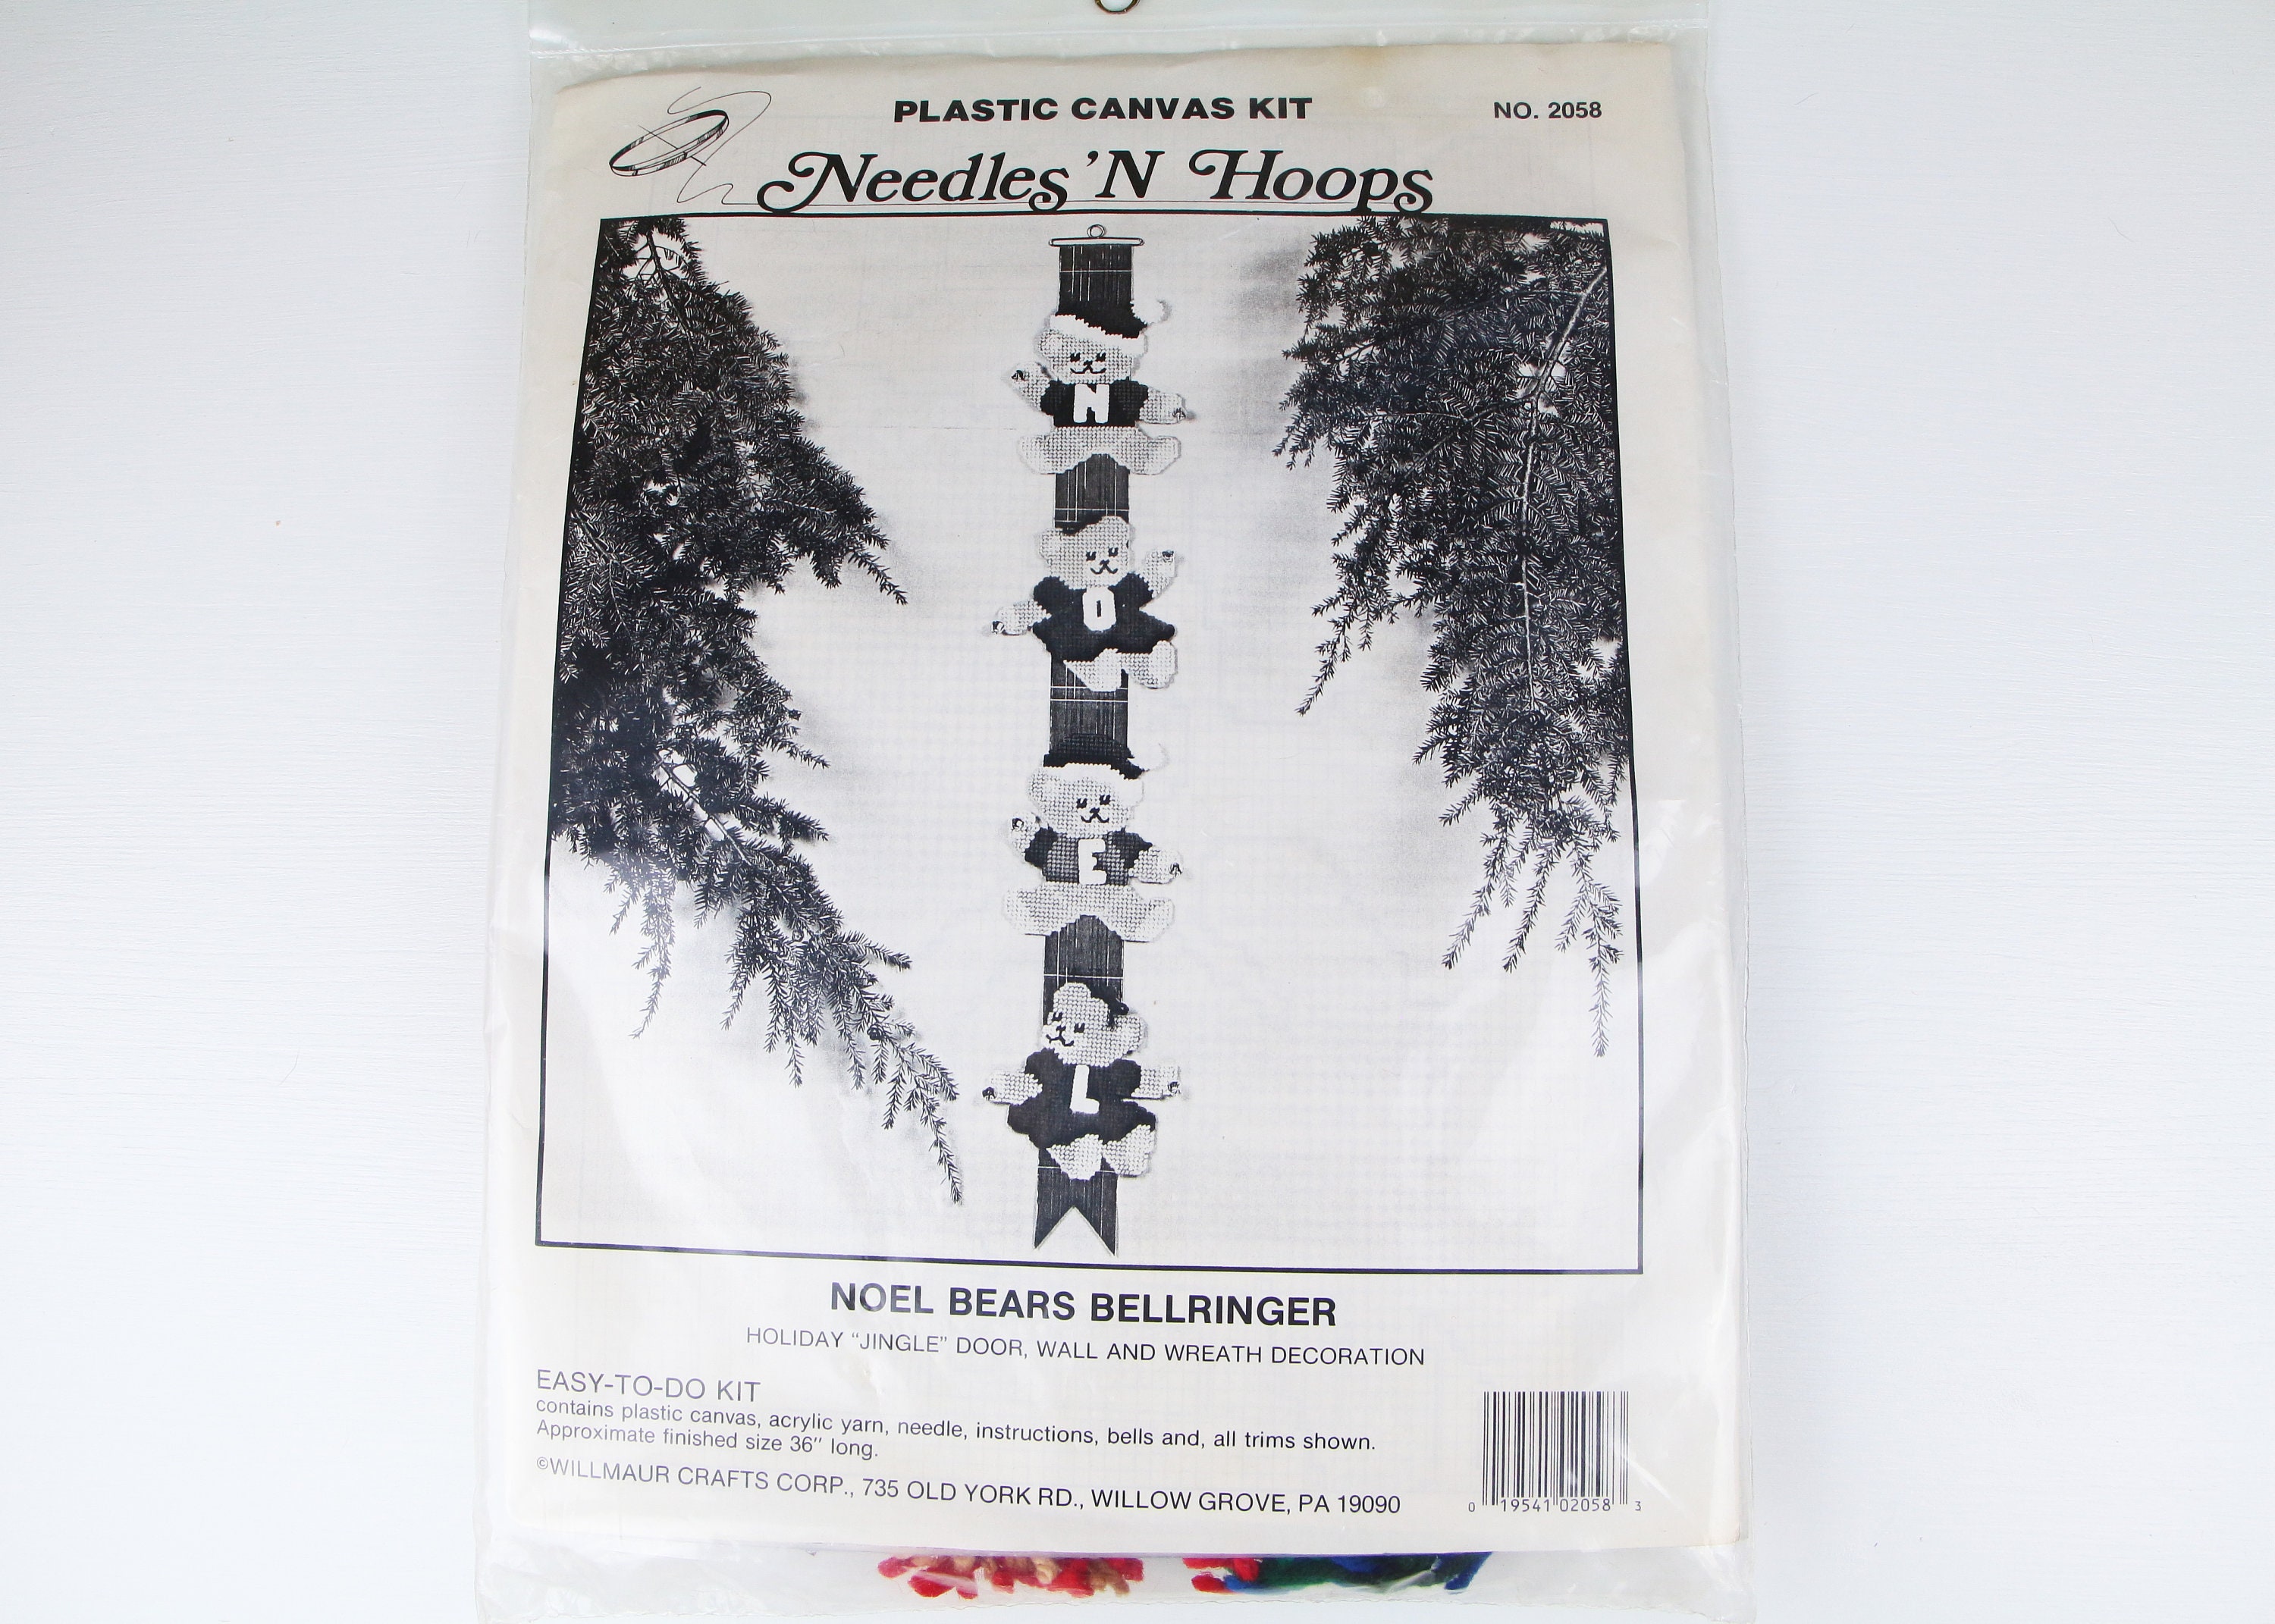 PLASTIC CANVAS KIT
NO. 2058
Needles 'N Hoops
N
O
E
L
NOEL BEARS BELLRINGER
HOLIDAY “JINGLE” DOOR, WALL AND WREATH DECORATION
EASY-TO-DO KIT
contains plastic canvas, acrylic yarn, needle, instructions, bells and, all trims shown.
Approximate finished size 36″ long.
©WILLMAUR CRAFTS CORP., 735 OLD YORK RD., WILLOW GROVE, PA 19090
0 19541 02058 3